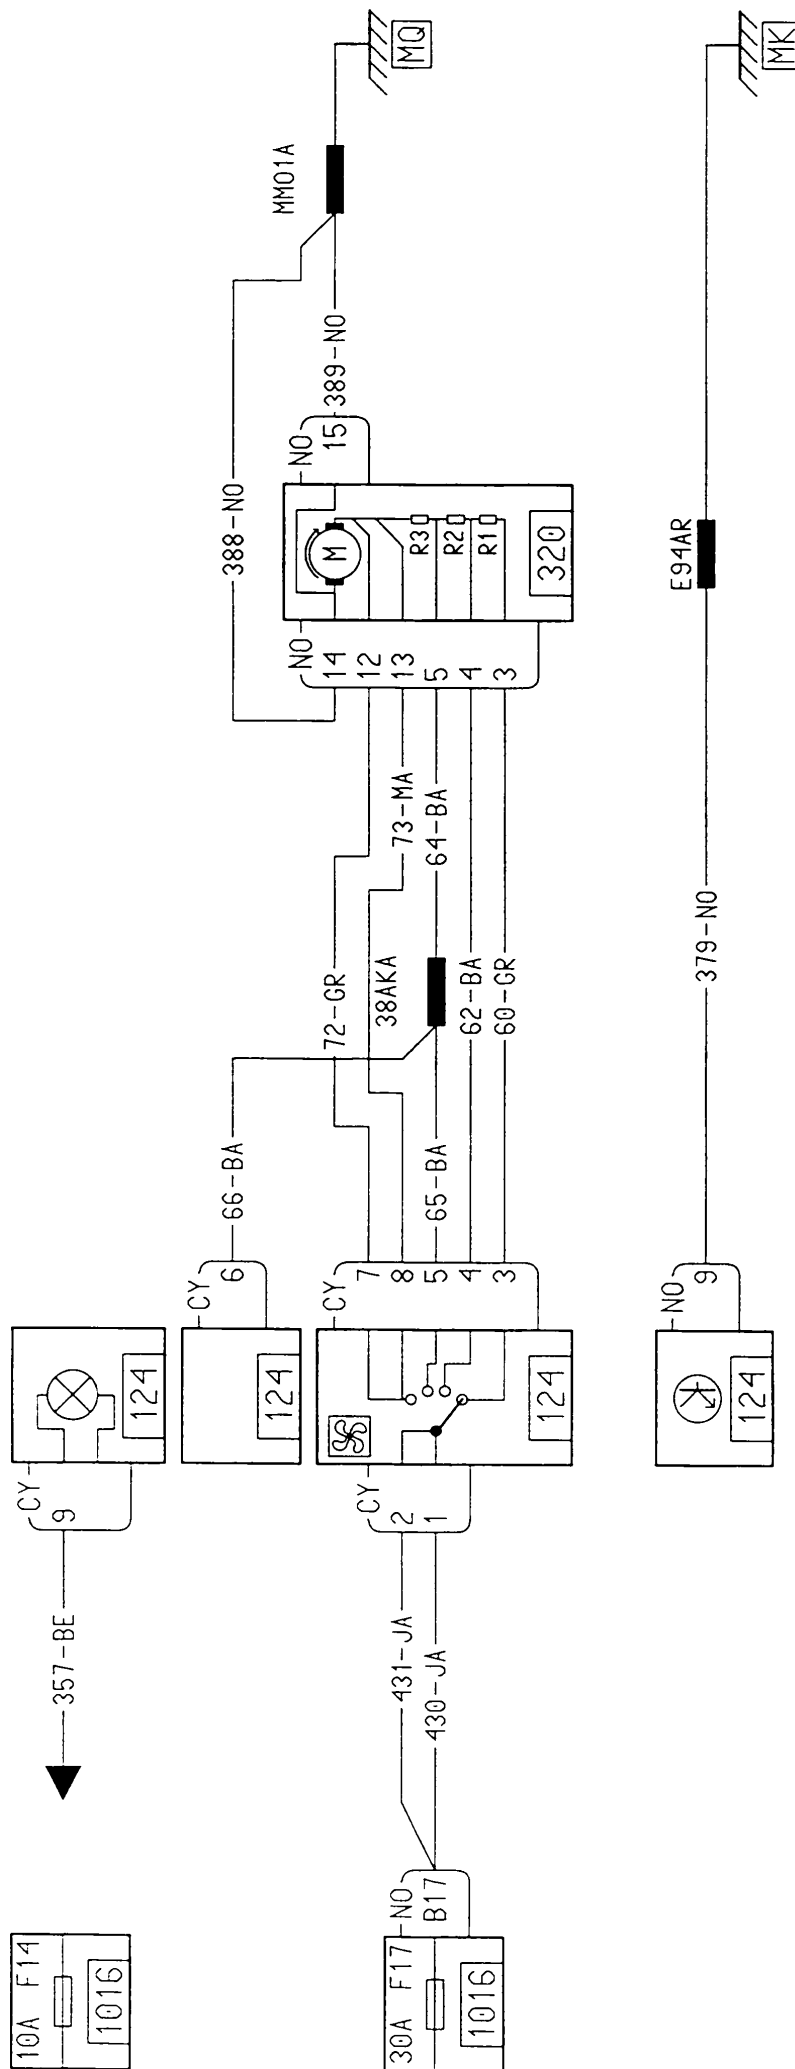 10A F14
1016
357-BE
CY
9
124
CY
6
66-BA
124
30A F17
1016
NO
B17
431-JA
430-JA
CY
2
1
124
CY
7
8
5
4
3
72-GR
73-MA
65-BA
38AKA
64-BA
62-BA
60-GR
388-NO
NO
14
12
13
5
4
3
M
R3
R2
R1
320
NO
15
389-NO
MM01A
MQ
124
NO
9
379-NO
E94AR
MK